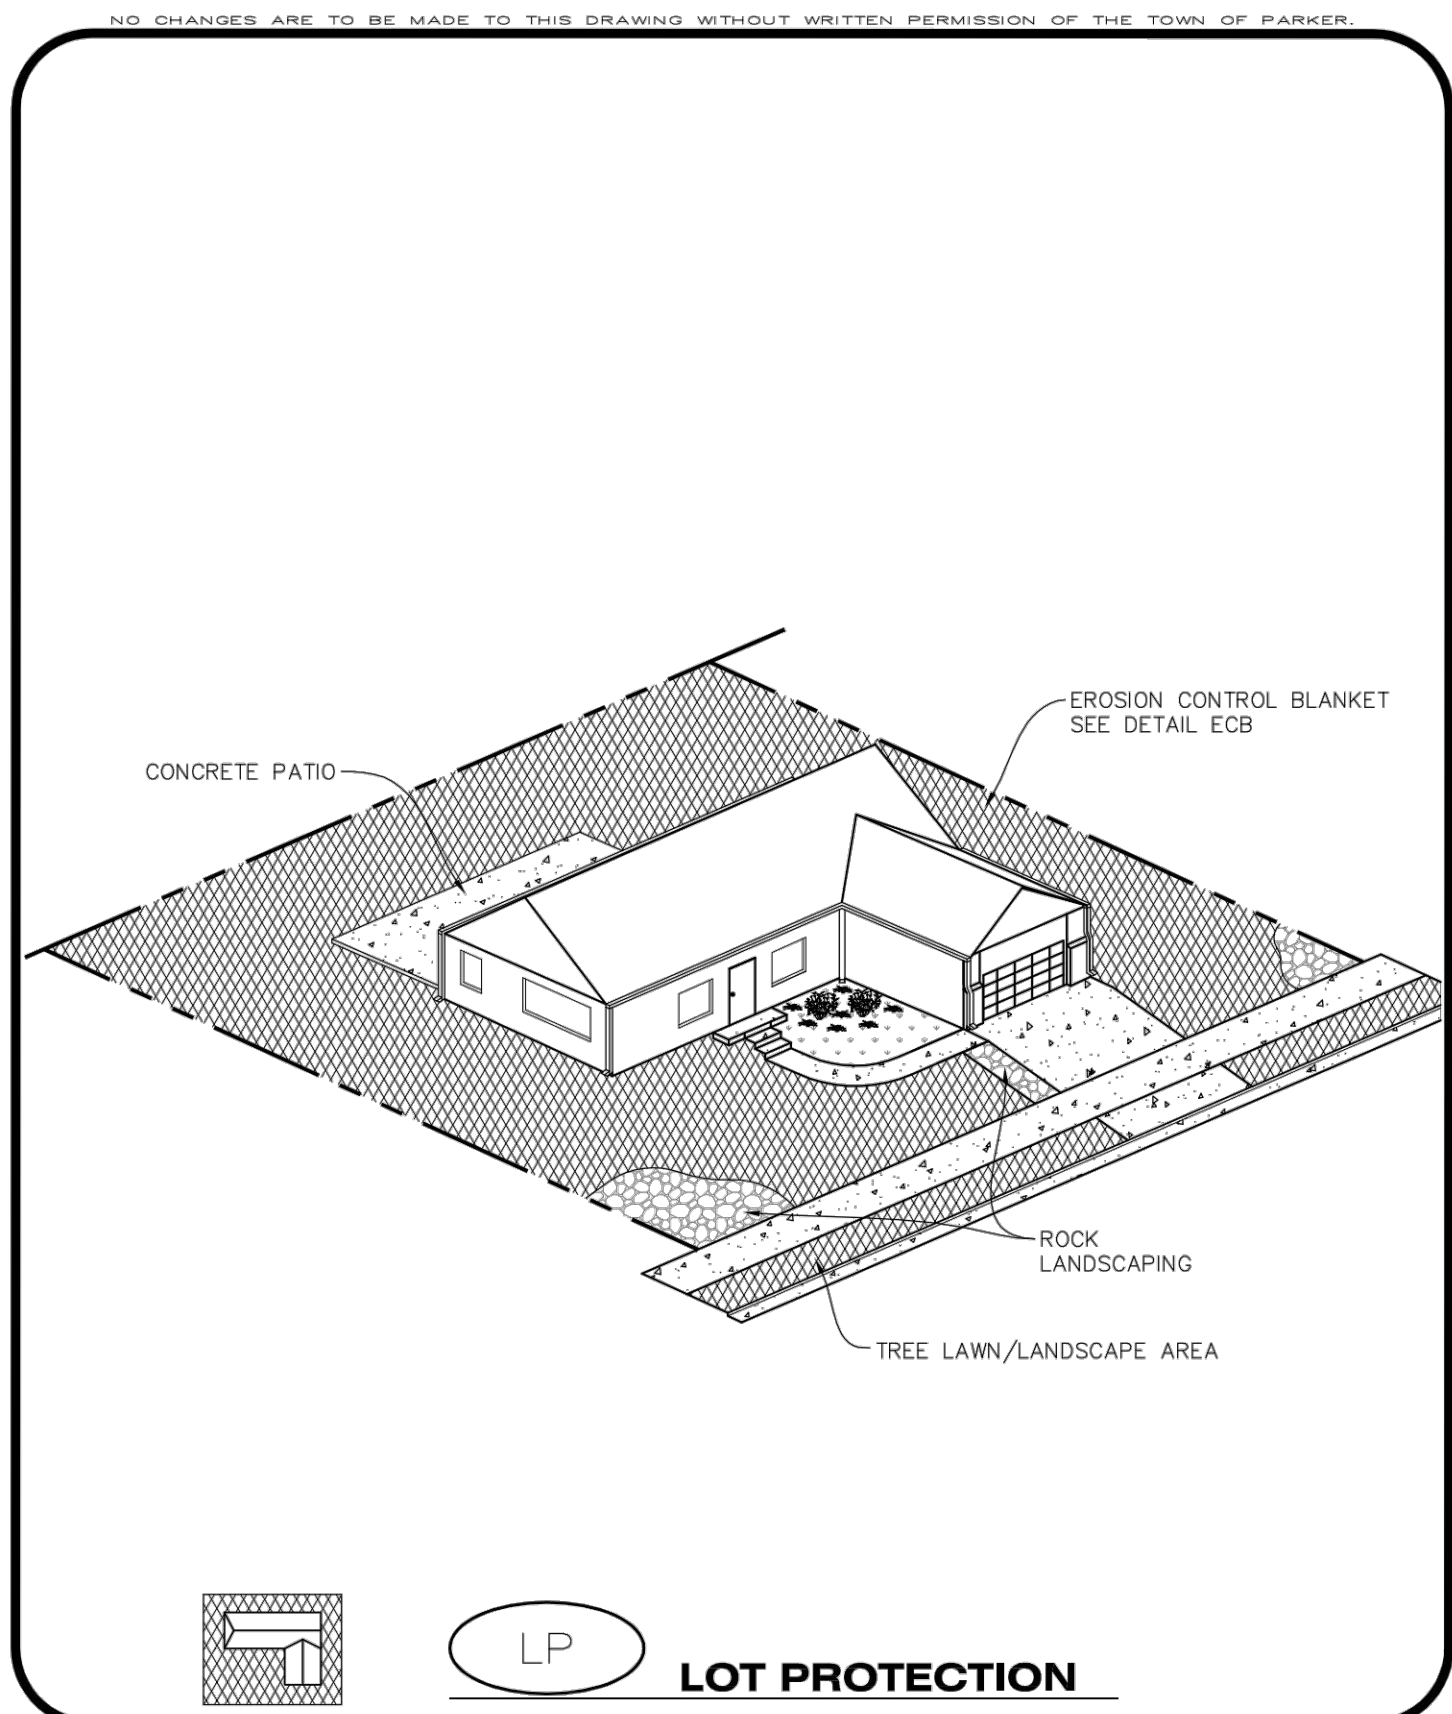 NO CHANGES ARE TO BE MADE TO THIS DRAWING WITHOUT WRITTEN PERMISSION OF THE TOWN OF PARKER.
EROSION CONTROL BLANKET
SEE DETAIL ECB
CONCRETE PATIO
ROCK
LANDSCAPING
TREE LAWN/LANDSCAPE AREA
LP
LOT PROTECTION